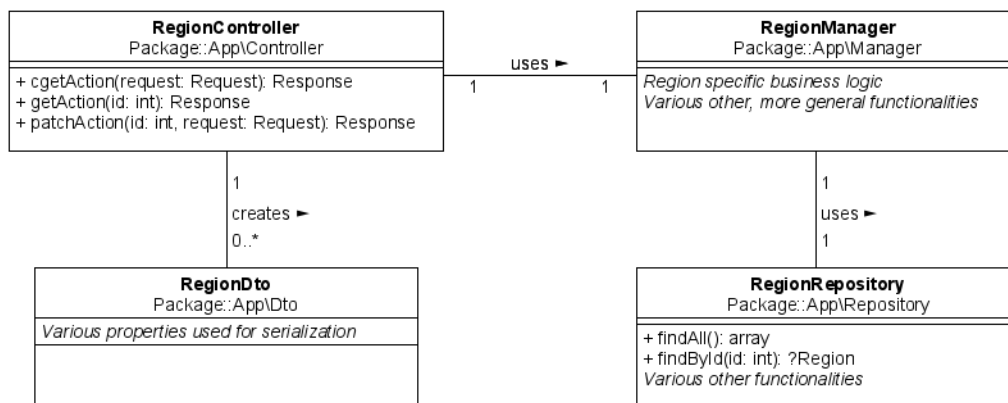 RegionController
Package::App\Controller
+ cgetAction(request: Request): Response
+ getAction(id: int): Response
+ patchAction(id: int, request: Request): Response
uses ►
1
1
RegionManager
Package::App\Manager
Region specific business logic
Various other, more general functionalities
1
creates ►
0..*
1
uses ►
1
RegionDto
Package::App\Dto
Various properties used for serialization
RegionRepository
Package::App\Repository
+ findAll(): array
+ findById(id: int): ?Region
Various other functionalities